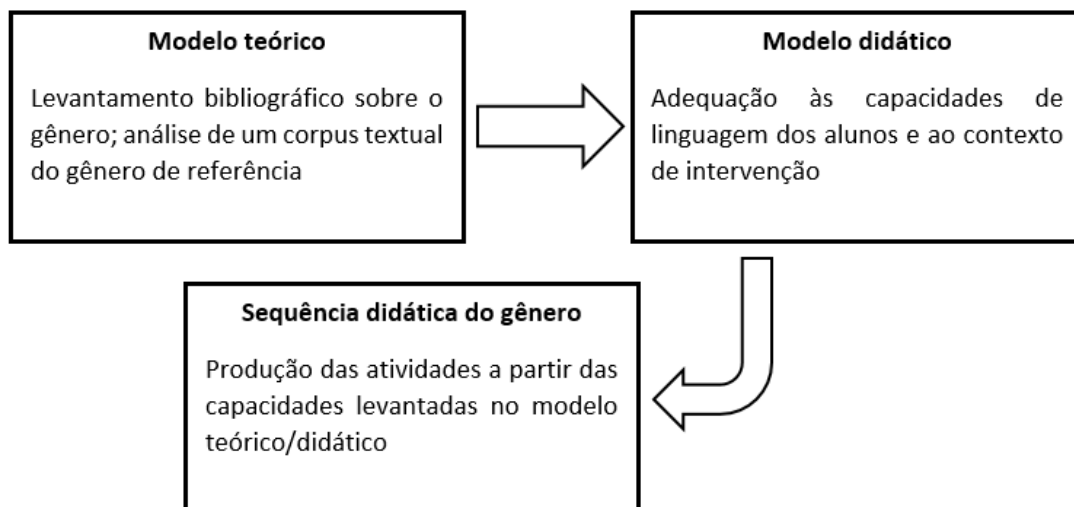 Modelo teórico
Levantamento bibliográfico sobre o
gênero; análise de um corpus textual
do gênero de referência
Modelo didático
Adequação às capacidades de
linguagem dos alunos e ao contexto
de intervenção
Sequência didática do gênero
Produção das atividades a partir das
capacidades levantadas no modelo
teórico/didático